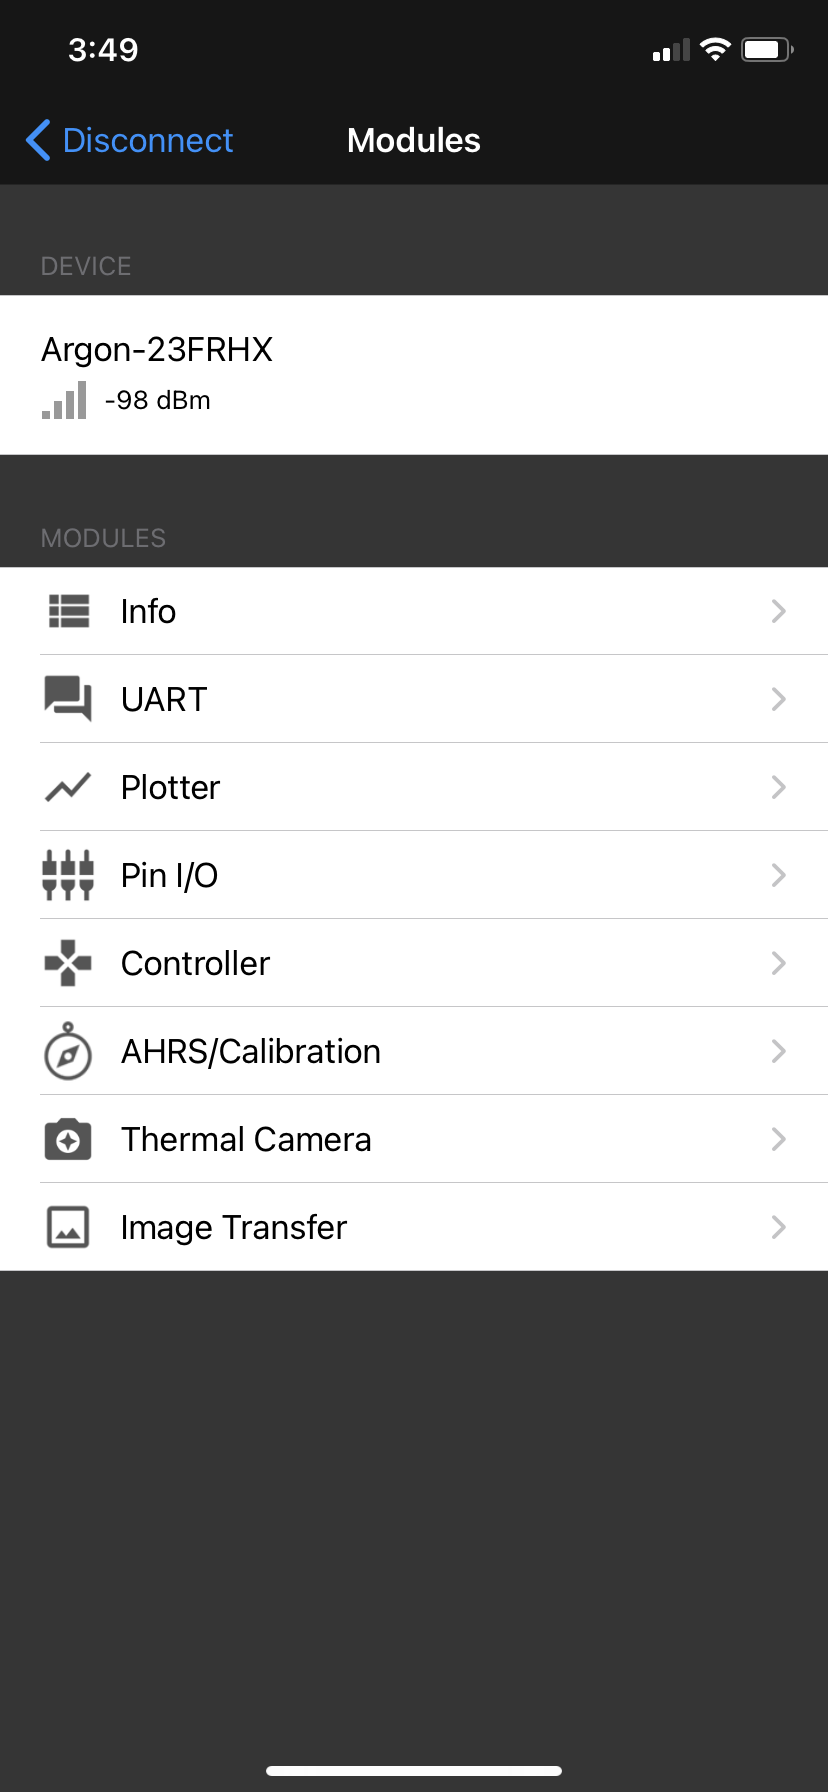 3:49
Disconnect
Modules
DEVICE
Argon-23FRHX
-98 dBm
MODULES
Info
UART
Plotter
Pin I/O
Controller
AHRS/Calibration
Thermal Camera
Image Transfer